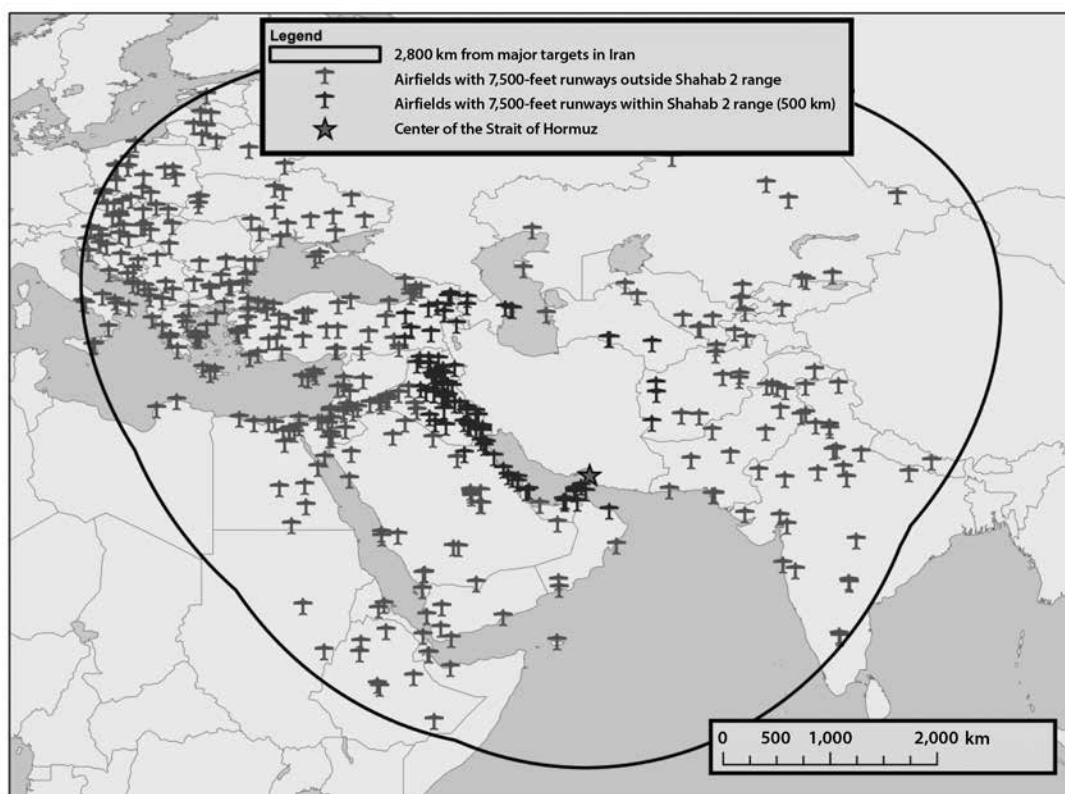 Legend
2,800 km from major targets in Iran
Airfields with 7,500-feet runways outside Shahab 2 range
Airfields with 7,500-feet runways within Shahab 2 range (500 km)
Center of the Strait of Hormuz
0 500 1,000 2,000 km